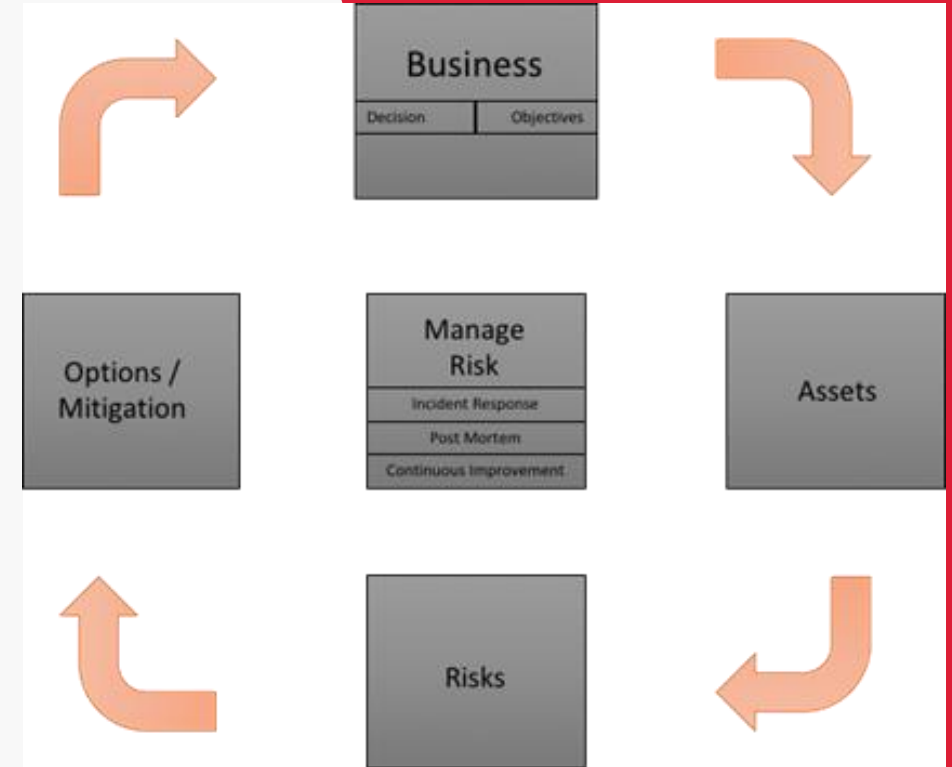 Business
Decision
Objectives
Options /
Mitigation
Manage
Risk
Incident Response
Post Mortem
Continuous Improvement
Assets
Risks